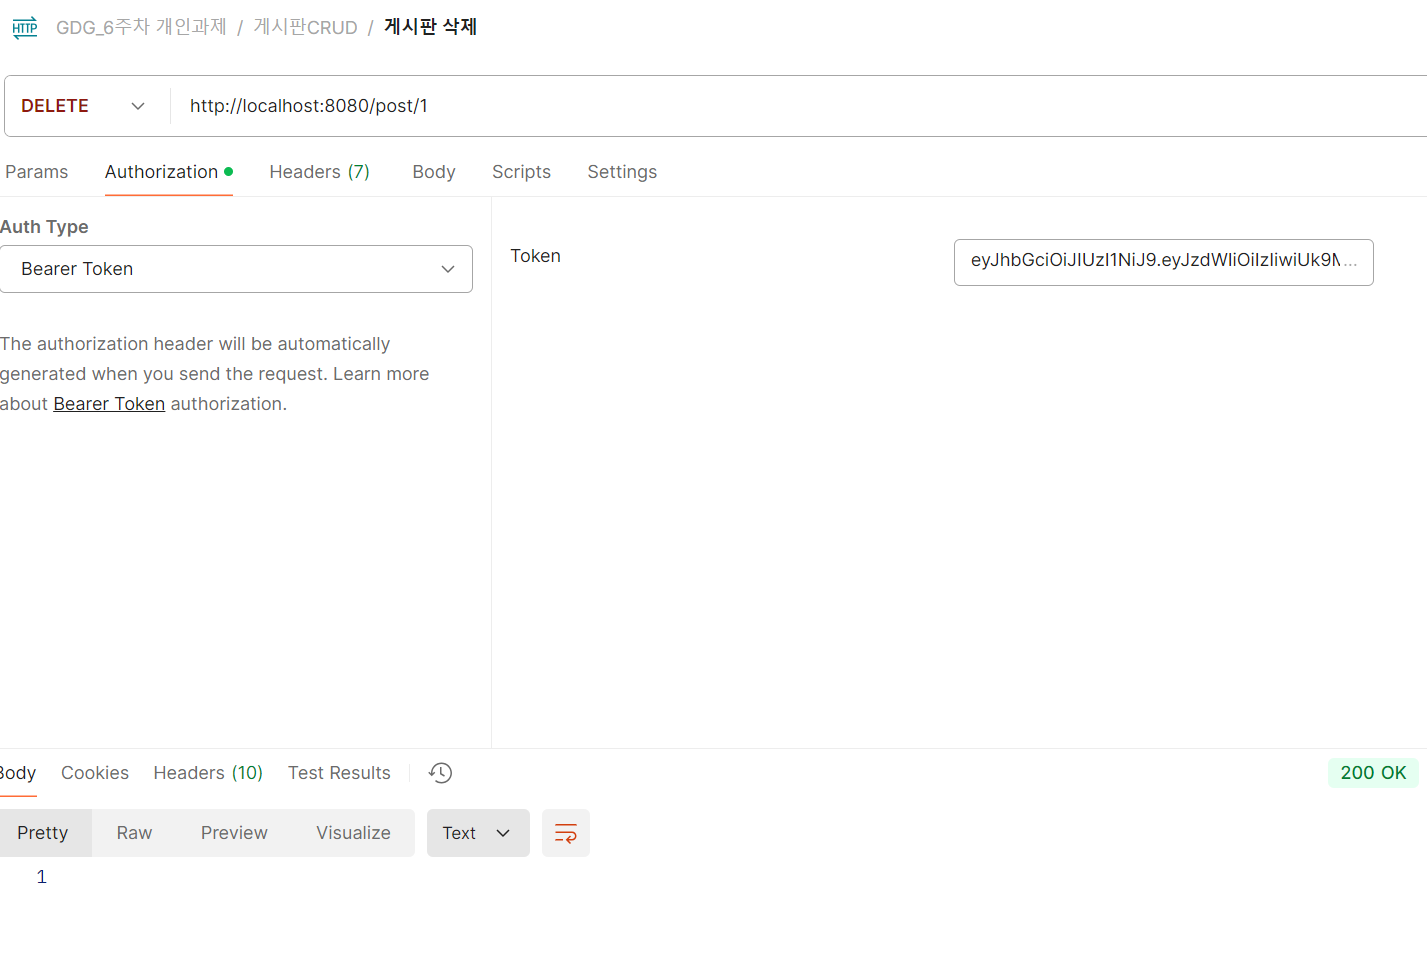 HTTP GDG_6주차 개인과제 / 게시판CRUD / 게시판 삭제
DELETE http://localhost:8080/post/1
Params Authorization Headers (7) Body Scripts Settings
Auth Type
Bearer Token
Token eyJhbGciOiJIUzI1NiJ9.eyJzdWIiOiIzIiwiUk9N...
The authorization header will be automatically
generated when you send the request. Learn more
about Bearer Token authorization.
Body Cookies Headers (10) Test Results 200 OK
Pretty Raw Preview Visualize Text
1